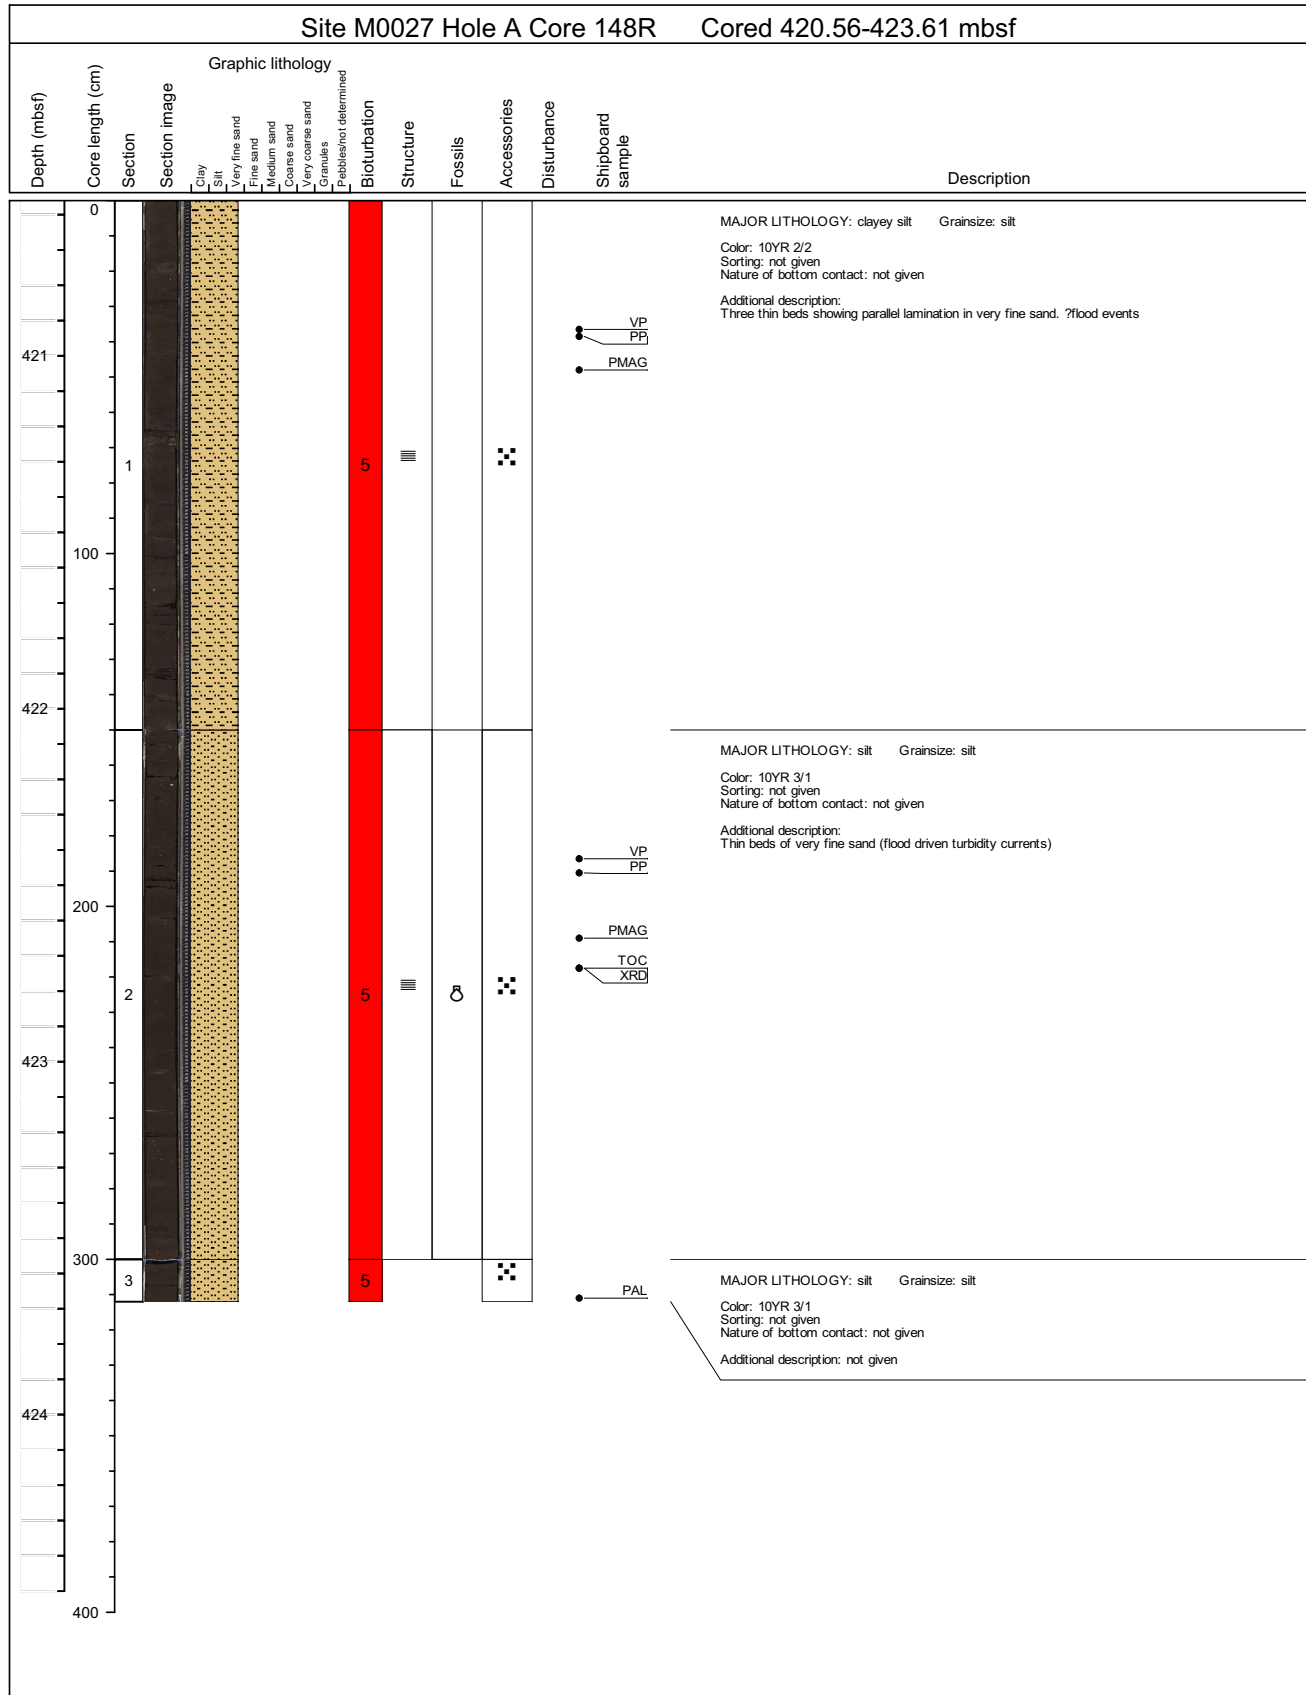 Site M0027 Hole A Core 148R Cored 420.56-423.61 mbsf
Graphic lithology
Depth (mbsf)
Core length (cm)
Section
Section image
Clay
Silt
Very fine sand
Fine sand
Medium sand
Coarse sand
Very coarse sand
Granules
Pebbles/not determined
Bioturbation
Structure
Fossils
Accessories
Disturbance
Shipboard
sample
Description
0
MAJOR LITHOLOGY: clayey silt Grainsize: silt
Color: 10YR 2/2
Sorting: not given
Nature of bottom contact: not given
Additional description:
Three thin beds showing parallel lamination in very fine sand. ?flood events
VP
PP
421
PMAG
1
5
100
422
MAJOR LITHOLOGY: silt Grainsize: silt
Color: 10YR 3/1
Sorting: not given
Nature of bottom contact: not given
Additional description:
Thin beds of very fine sand (flood driven turbidity currents)
VP
PP
200
PMAG
TOC
XRD
2
5
423
300
3
5
MAJOR LITHOLOGY: silt Grainsize: silt
PAL
Color: 10YR 3/1
Sorting: not given
Nature of bottom contact: not given
Additional description: not given
424
400